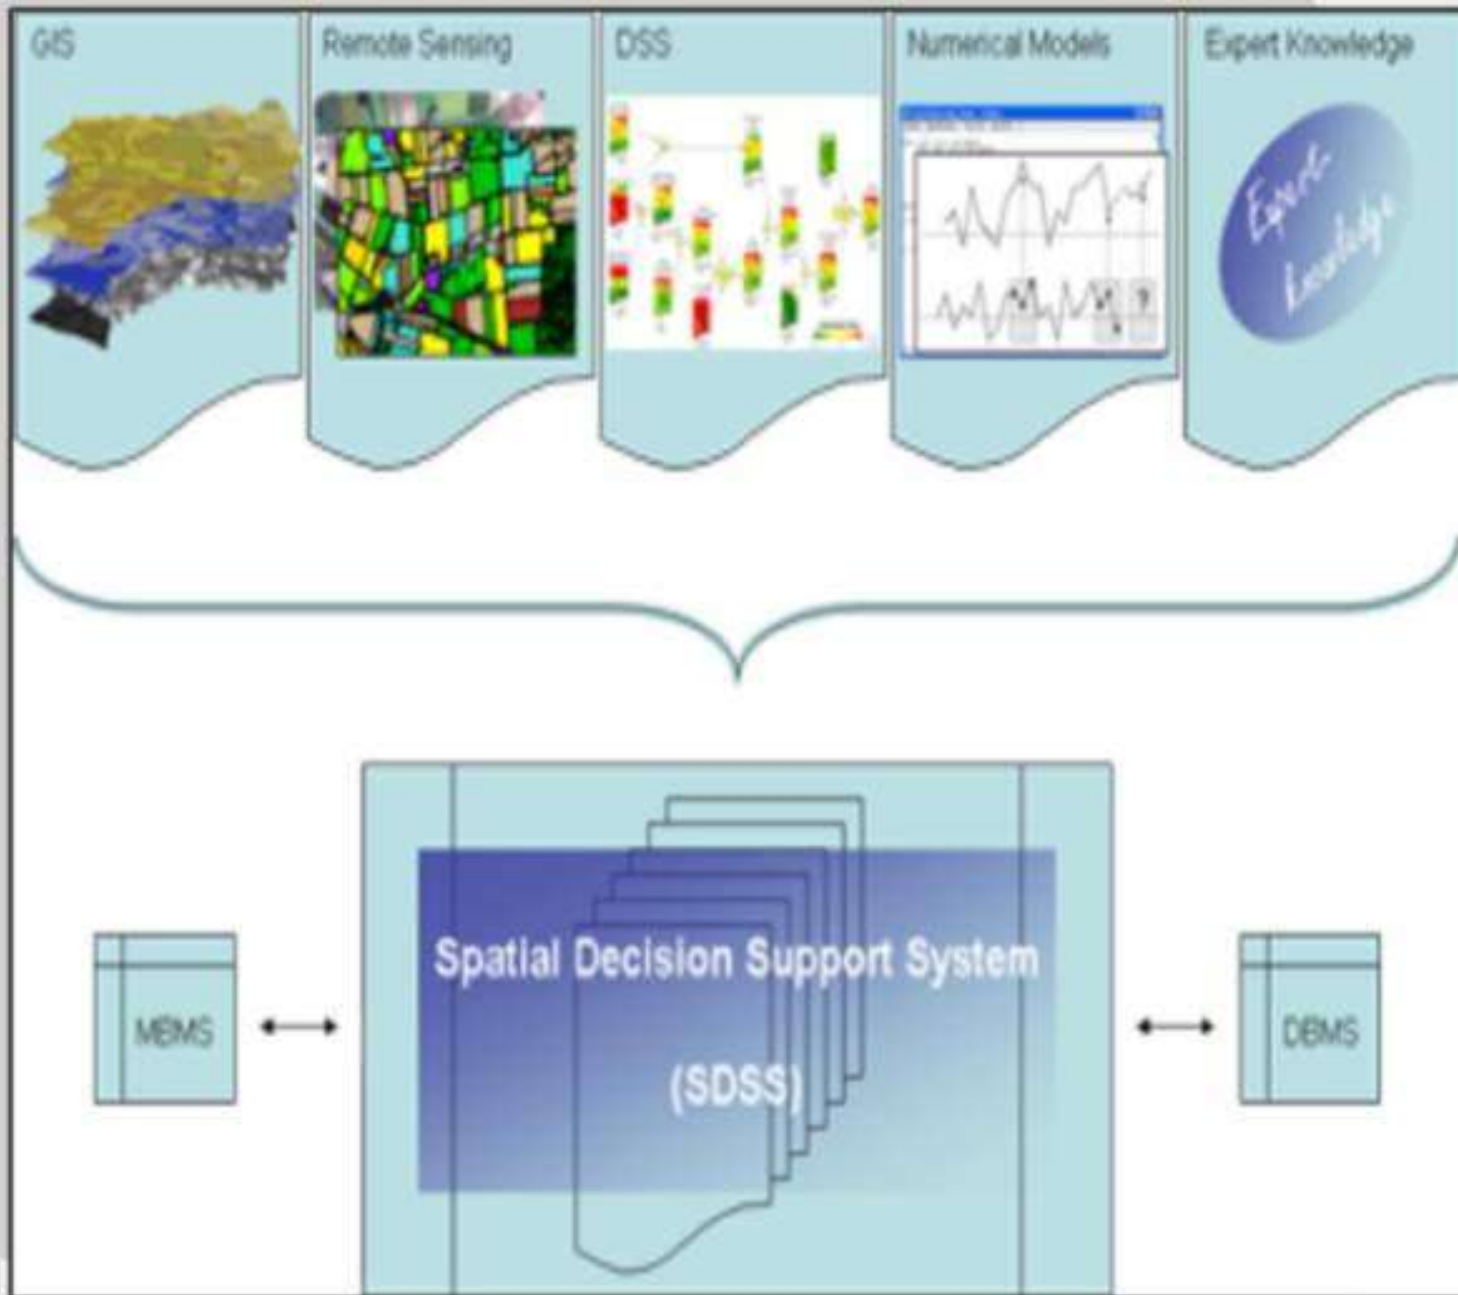 GIS
Remote Sensing
DSS
Numerical Models
Expert Knowledge
Expert-
knowledge
Spatial Decision Support System
(SDSS)
MBMS
DBMS
?